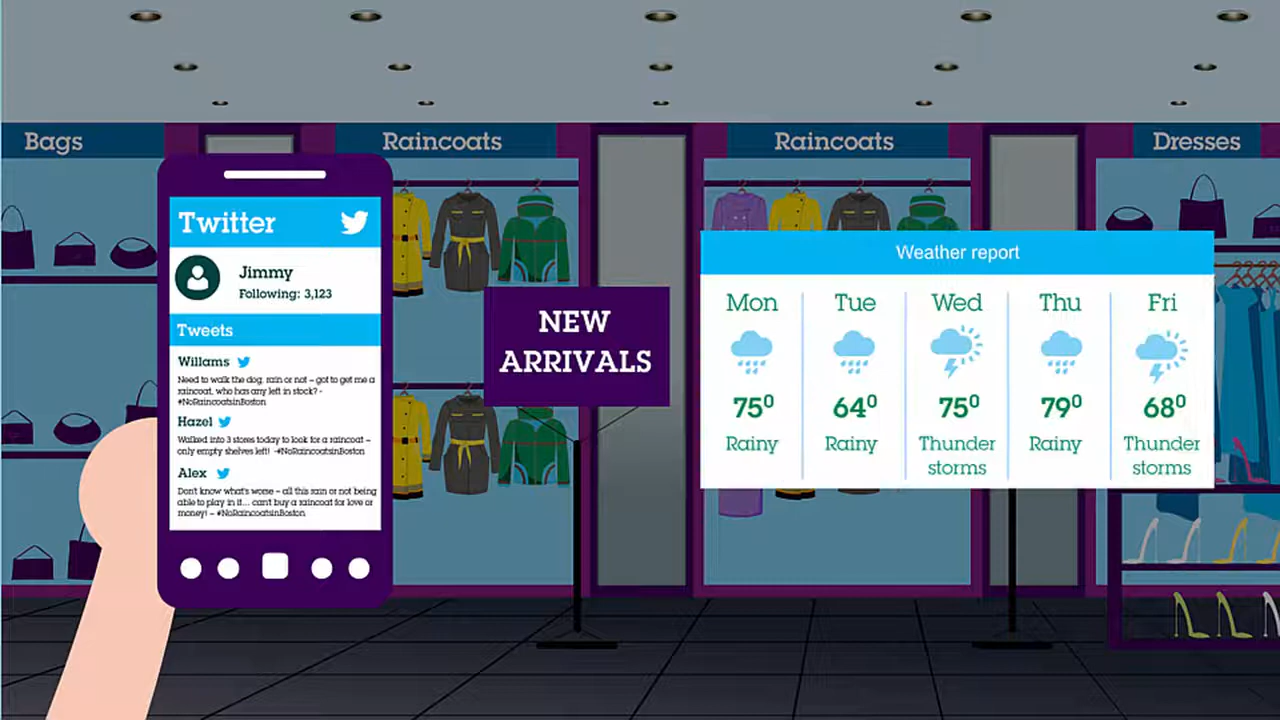 Bags
Raincoats
Raincoats
Dresses
Twitter
Jimmy
Following: 3,123
Tweets
Willams
Need to walk the dog, rain or not – got to get me a
raincoat, who has any left in stock? -
#NoRaincoatsinBoston
Hazel
Walked into 3 stores today to look for a raincoat –
only empty shelves left! -#NoRaincoatsinBoston
Alex
Don't know what's worse – all this rain or not being
able to play in it... can't buy a raincoat for love or
money! – #NoRaincoatsinBoston
NEW
ARRIVALS
Weather report
Mon Tue Wed Thu Fri
75⁰ 64⁰ 75⁰ 79⁰ 68⁰
Rainy Rainy Thunder Rainy Thunder
storms storms